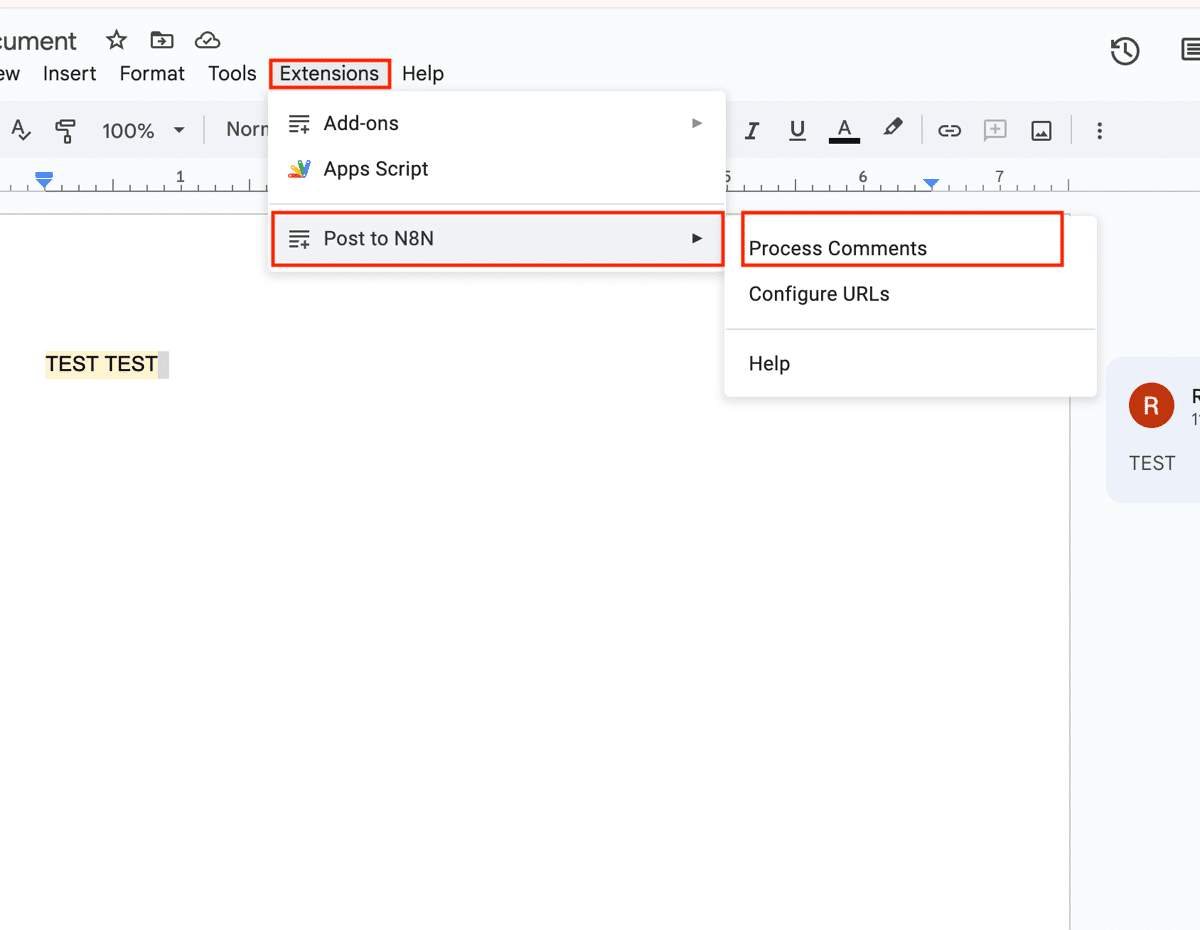 cument
ew Insert Format Tools Extensions Help
100% Norm
Add-ons
Apps Script
1 5 6 7
Post to N8N
Process Comments
Configure URLs
Help
TEST TEST
R
TEST